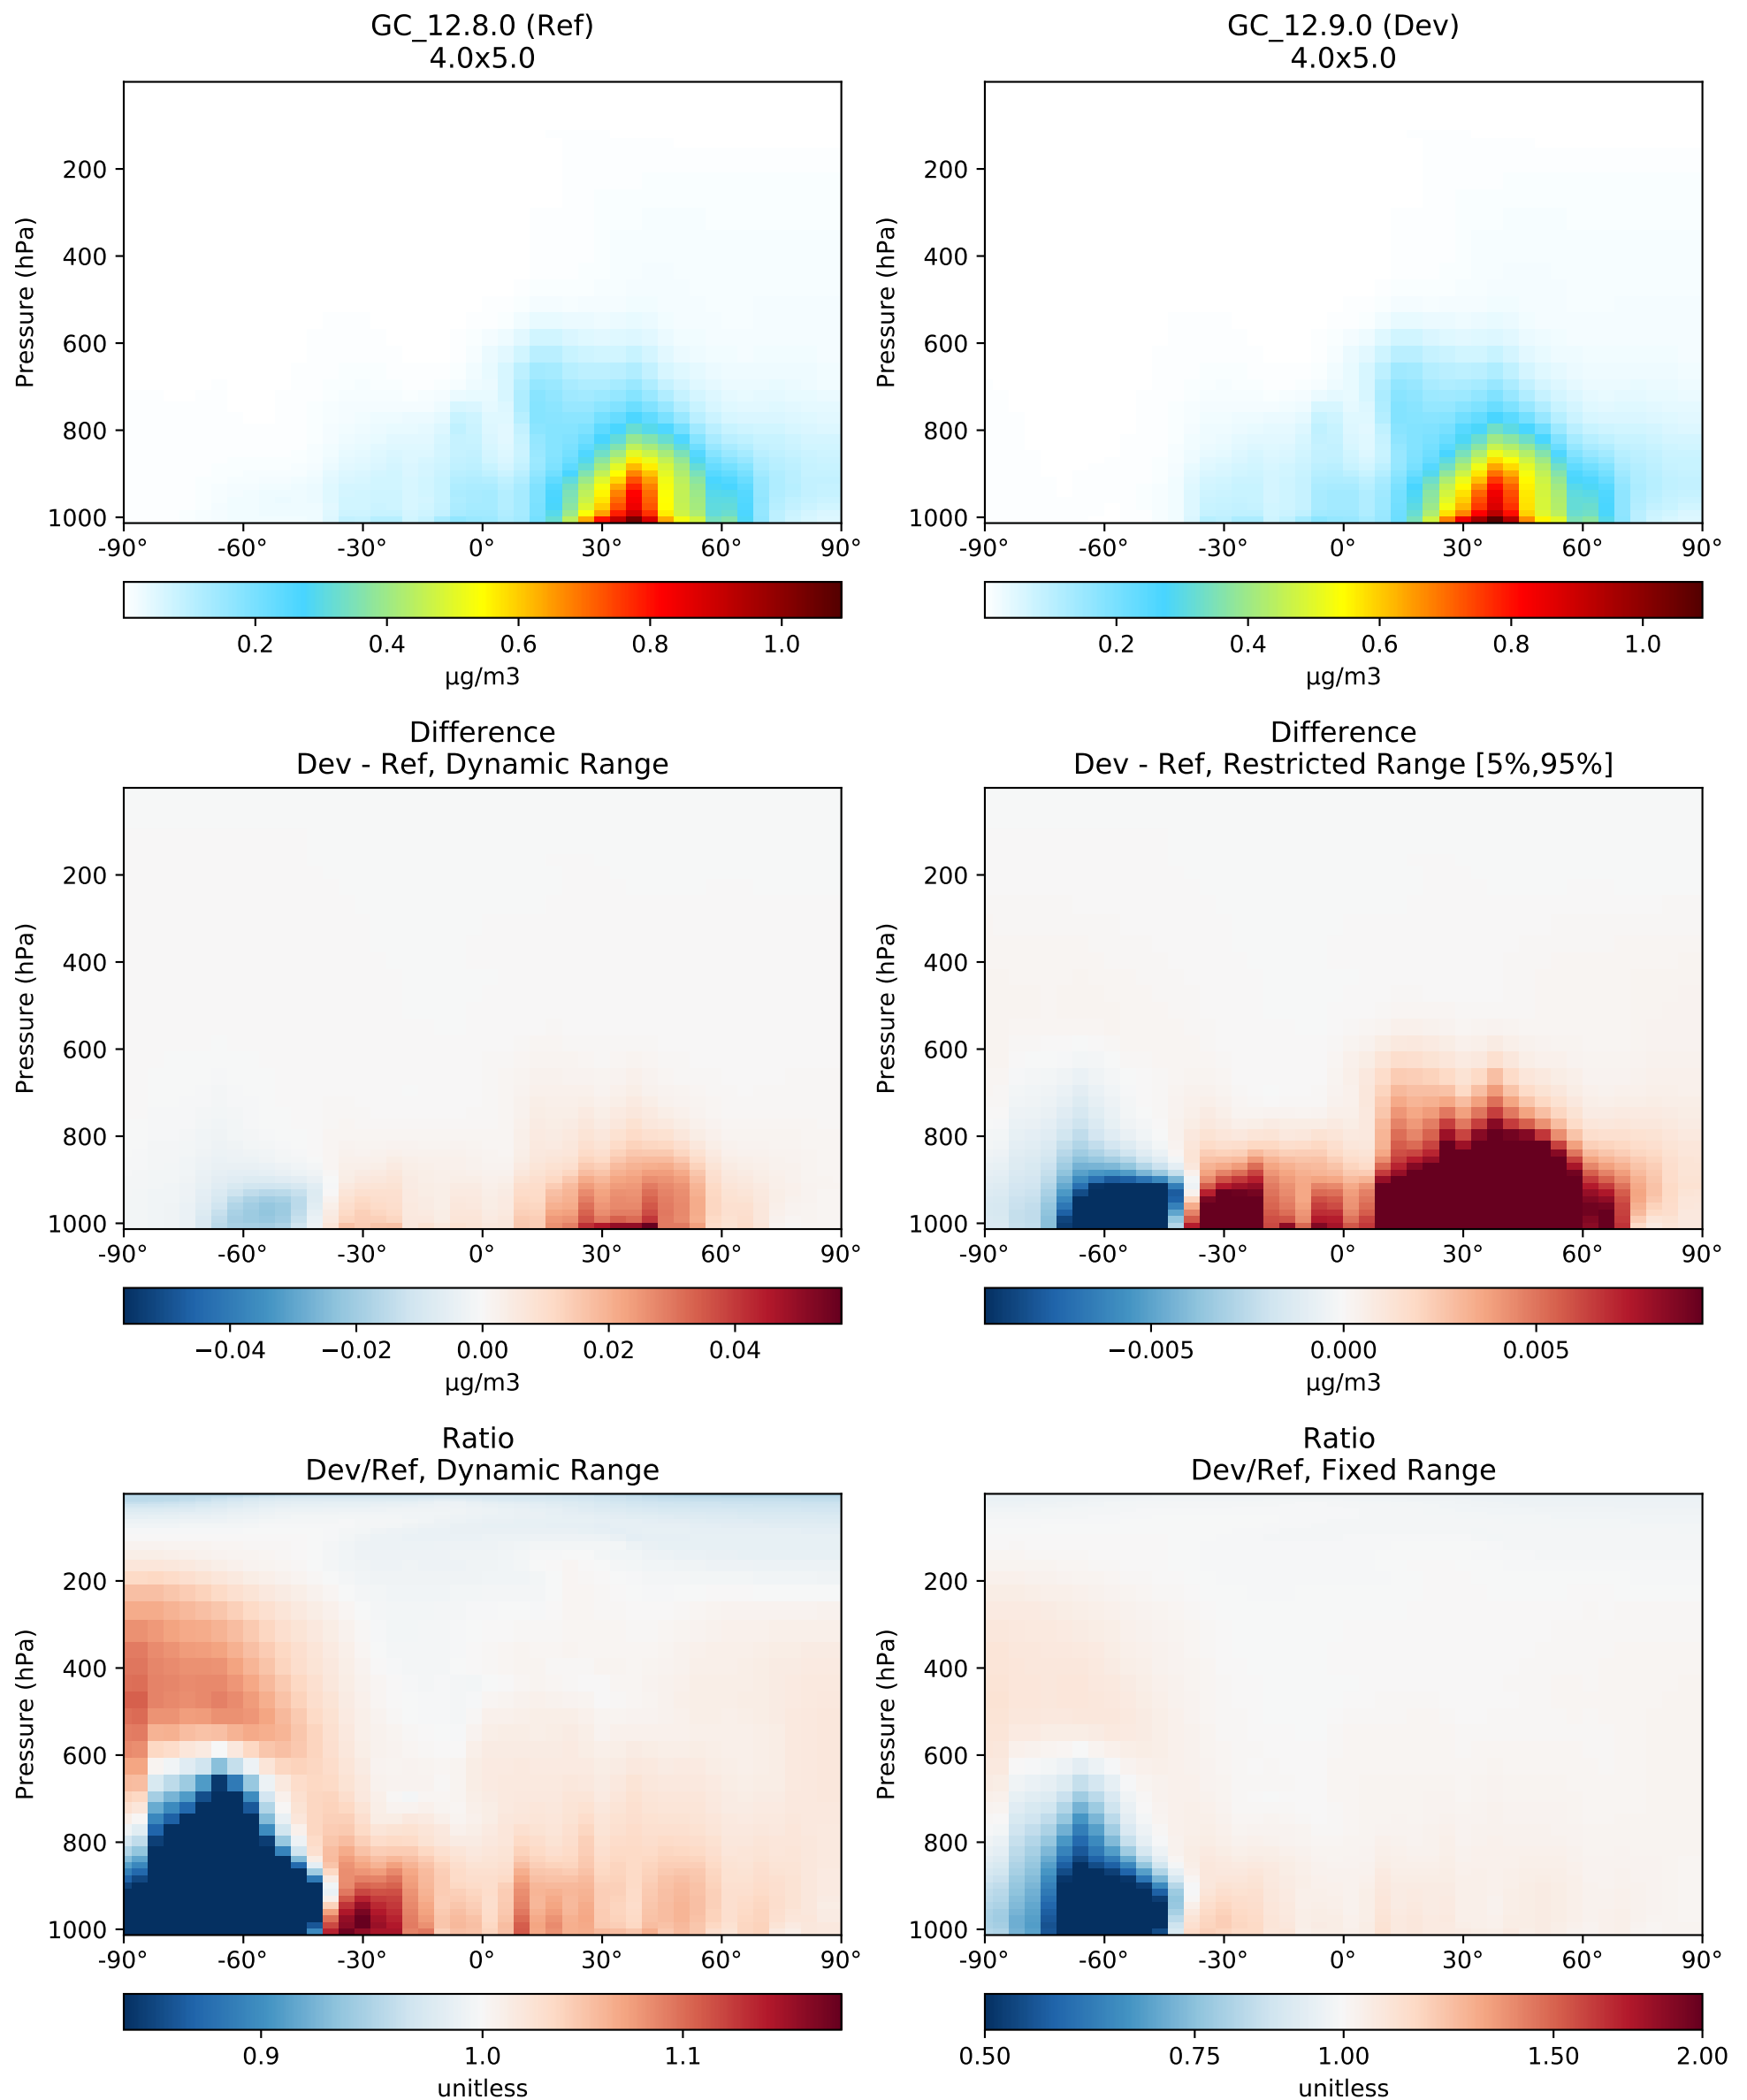 GC_12.8.0 (Ref)
4.0x5.0
Pressure (hPa)
200
400
600
800
1000
-90° -60° -30° 0° 30° 60° 90°
0.2 0.4 0.6 0.8 1.0
µg/m3
GC_12.9.0 (Dev)
4.0x5.0
Pressure (hPa)
200
400
600
800
1000
-90° -60° -30° 0° 30° 60° 90°
0.2 0.4 0.6 0.8 1.0
µg/m3
Difference
Dev - Ref, Dynamic Range
Pressure (hPa)
200
400
600
800
1000
-90° -60° -30° 0° 30° 60° 90°
−0.04 −0.02 0.00 0.02 0.04
µg/m3
Difference
Dev - Ref, Restricted Range [5%,95%]
Pressure (hPa)
200
400
600
800
1000
-90° -60° -30° 0° 30° 60° 90°
−0.005 0.000 0.005
µg/m3
Ratio
Dev/Ref, Dynamic Range
Pressure (hPa)
200
400
600
800
1000
-90° -60° -30° 0° 30° 60° 90°
0.9 1.0 1.1
unitless
Ratio
Dev/Ref, Fixed Range
Pressure (hPa)
200
400
600
800
1000
-90° -60° -30° 0° 30° 60° 90°
0.50 0.75 1.00 1.50 2.00
unitless